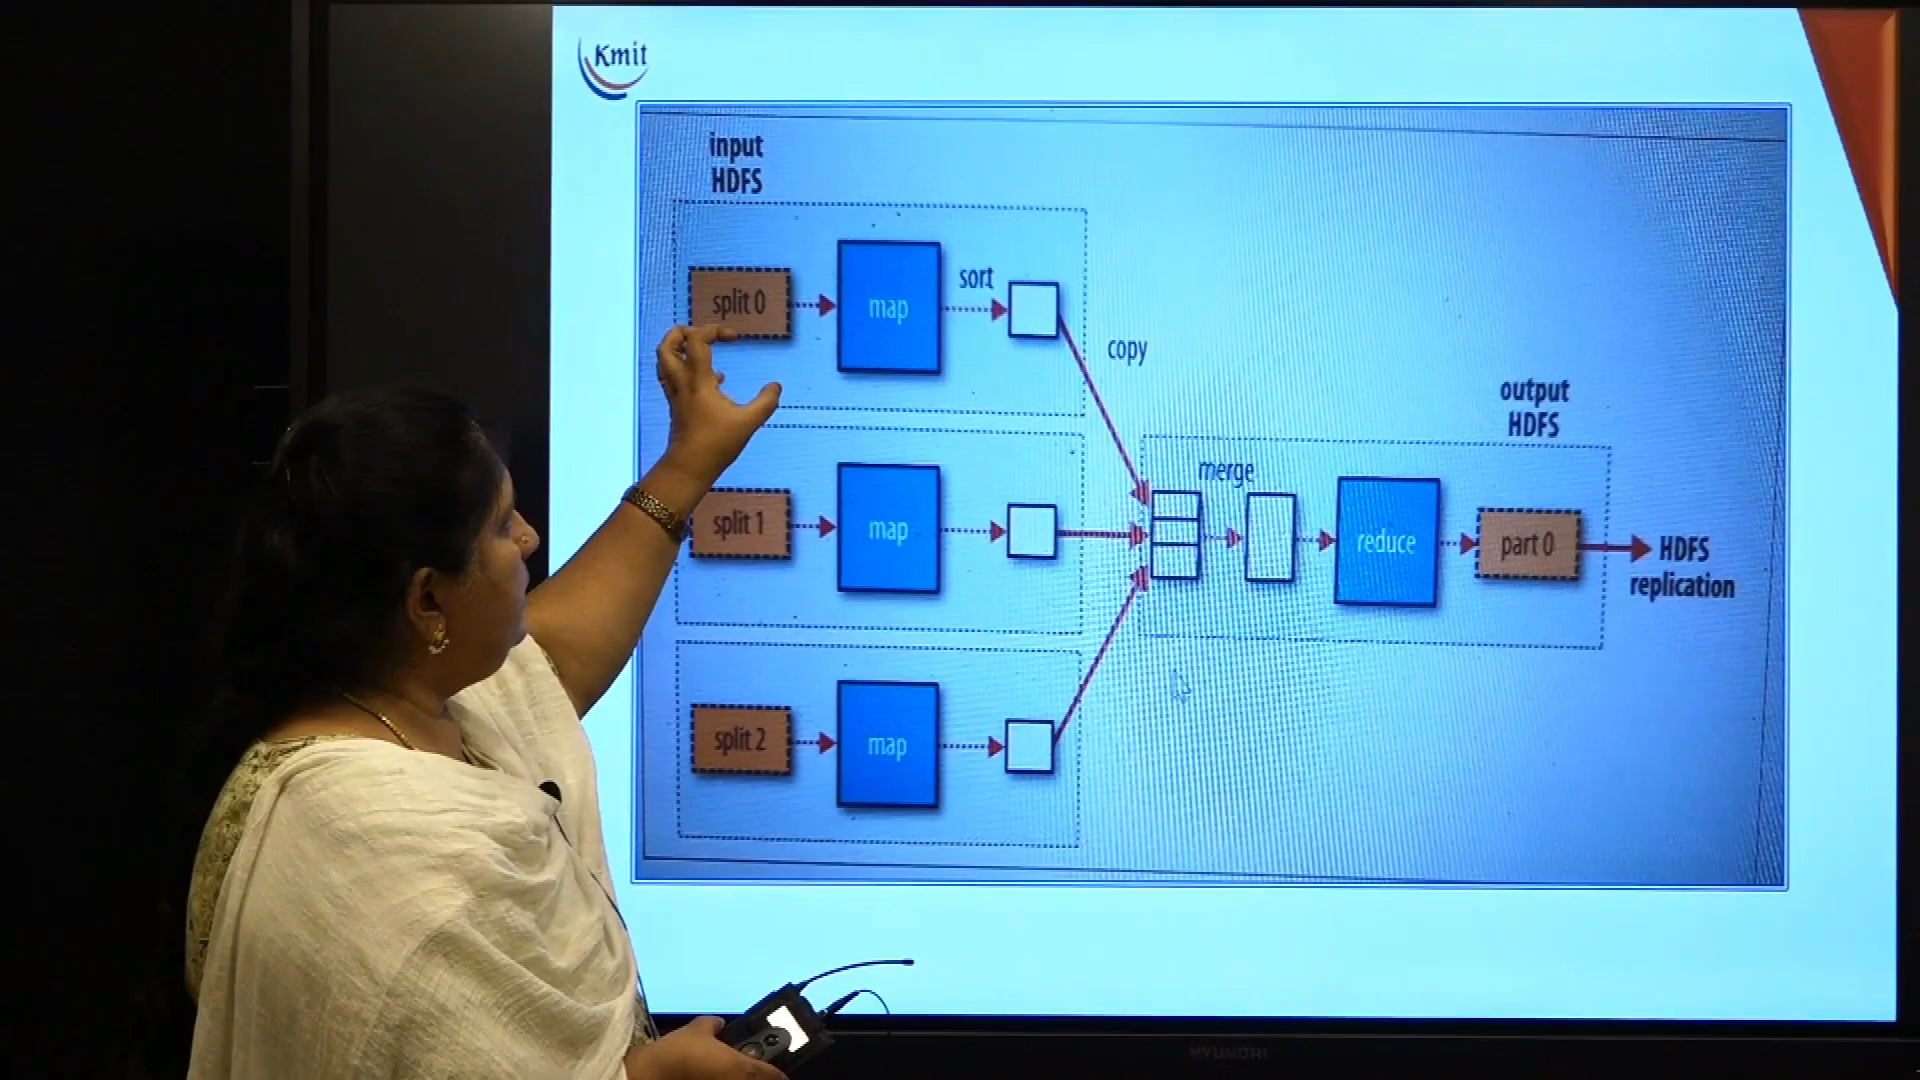 Kmit
input
HDFS
split 0
map
sort
copy
split 1
map
merge
reduce
part 0
output
HDFS
HDFS
replication
split 2
map
HYUNDRI